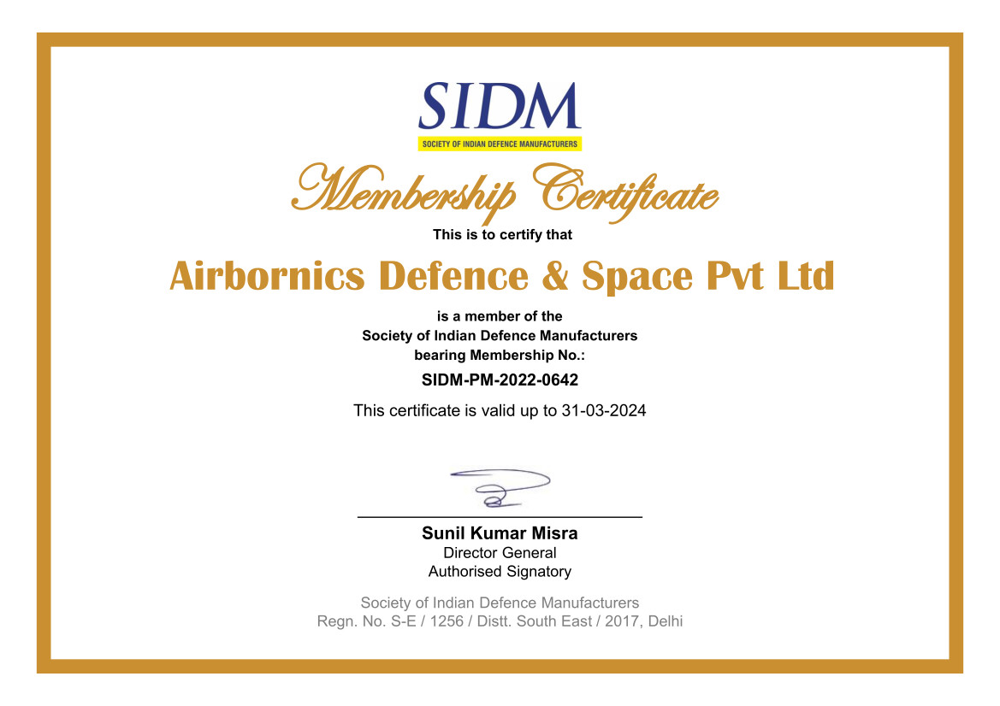 SIDM
SOCIETY OF INDIAN DEFENCE MANUFACTURERS
Membership Certificate
This is to certify that
Airbornics Defence & Space Pvt Ltd
is a member of the
Society of Indian Defence Manufacturers
bearing Membership No.:
SIDM-PM-2022-0642
This certificate is valid up to 31-03-2024
Sunil Kumar Misra
Director General
Authorised Signatory
Society of Indian Defence Manufacturers
Regn. No. S-E / 1256 / Distt. South East / 2017, Delhi